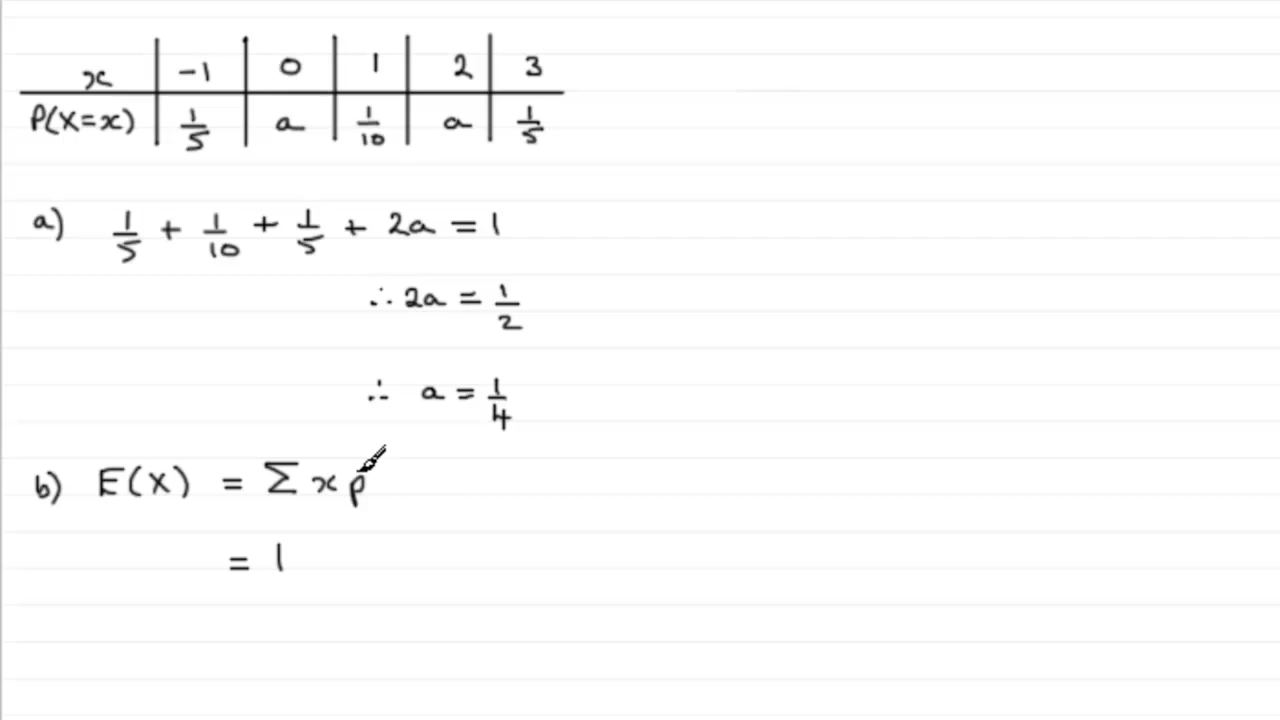 x -1 0 1 2 3
P(X=x) 1/5 a 1/10 a 1/5
a) 1/5 + 1/10 + 1/5 + 2a = 1
∴ 2a = 1/2
∴ a = 1/4
b) E(X) = Σ x p
= 1